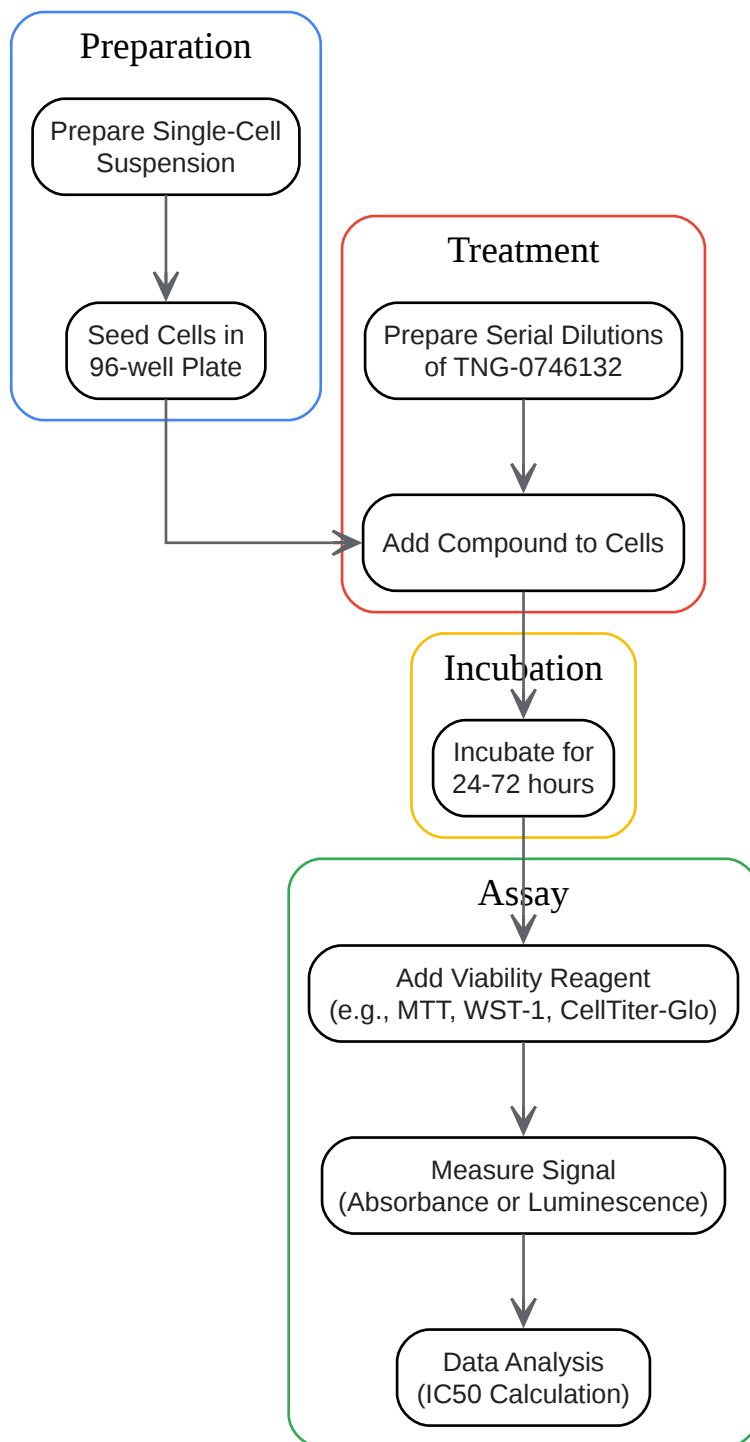 Preparation
Prepare Single-Cell
Suspension
Seed Cells in
96-well Plate
Treatment
Prepare Serial Dilutions
of TNG-0746132
Add Compound to Cells
Incubation
Incubate for
24-72 hours
Assay
Add Viability Reagent
(e.g., MTT, WST-1, CellTiter-Glo)
Measure Signal
(Absorbance or Luminescence)
Data Analysis
(IC50 Calculation)